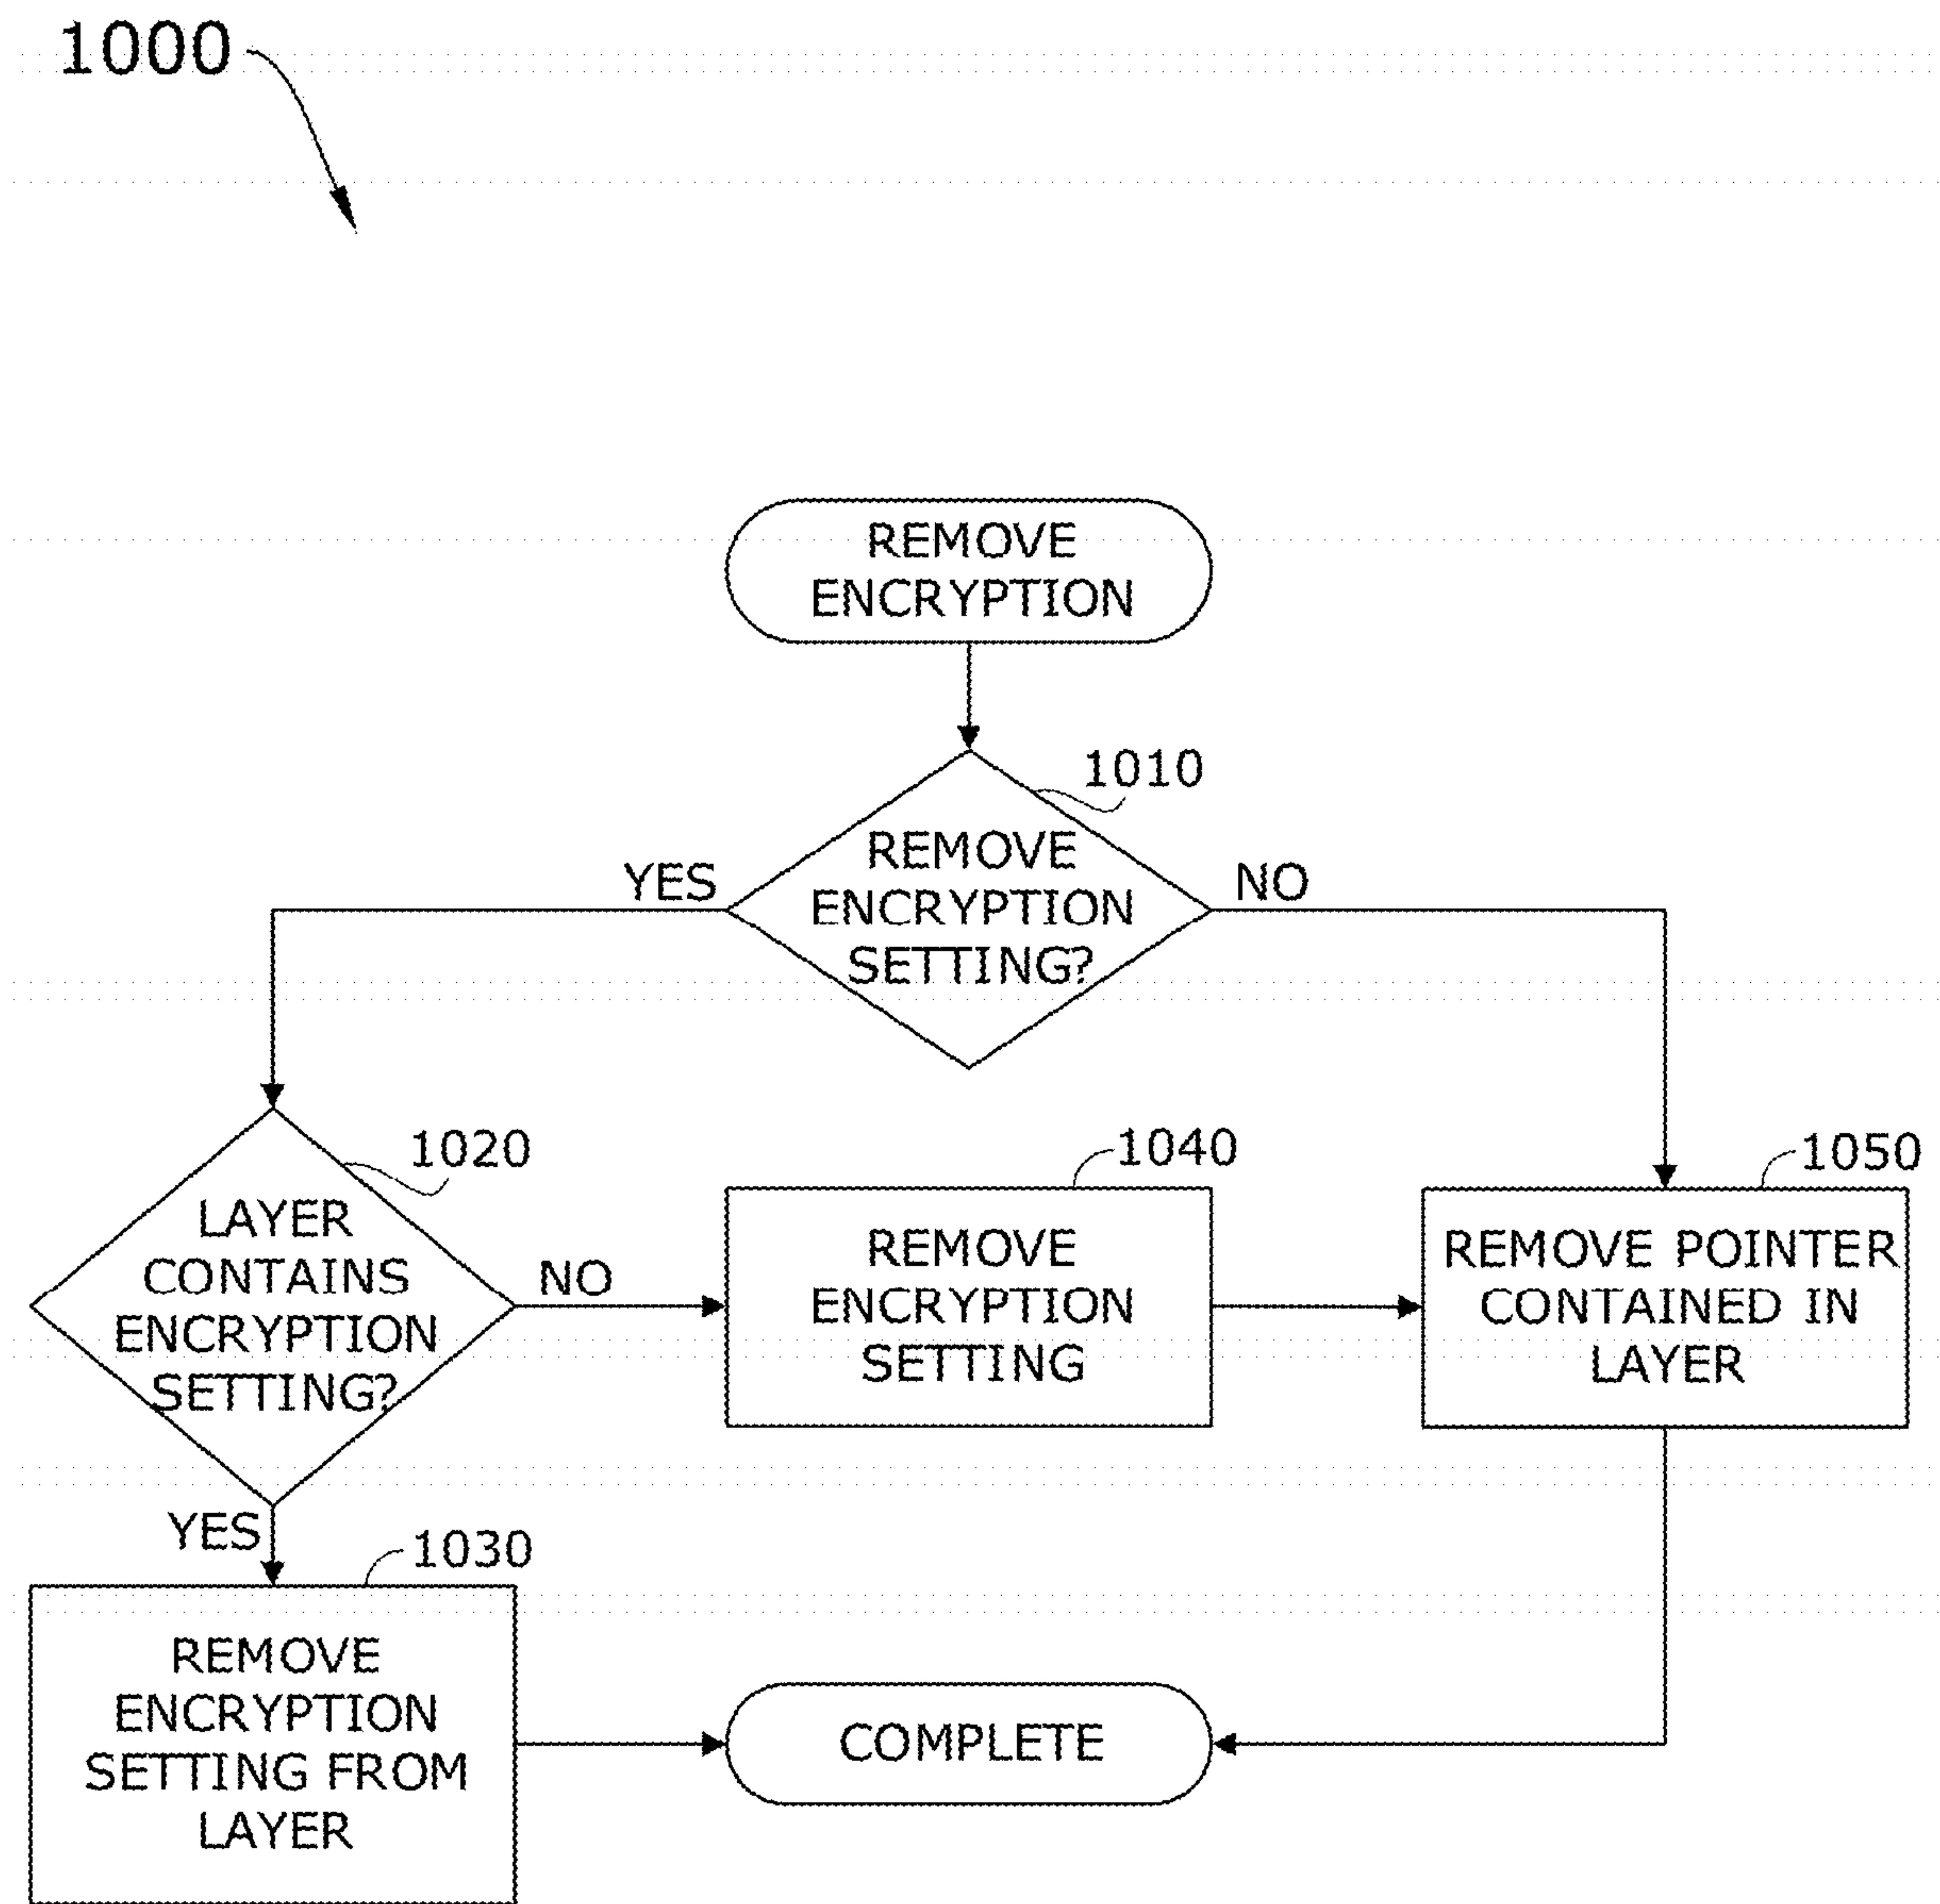 1000
REMOVE
ENCRYPTION
1010
REMOVE
ENCRYPTION
SETTING?
YES
NO
1020
LAYER
CONTAINS
ENCRYPTION
SETTING?
NO
1040
REMOVE
ENCRYPTION
SETTING
1050
REMOVE POINTER
CONTAINED IN
LAYER
YES
1030
REMOVE
ENCRYPTION
SETTING FROM
LAYER
COMPLETE